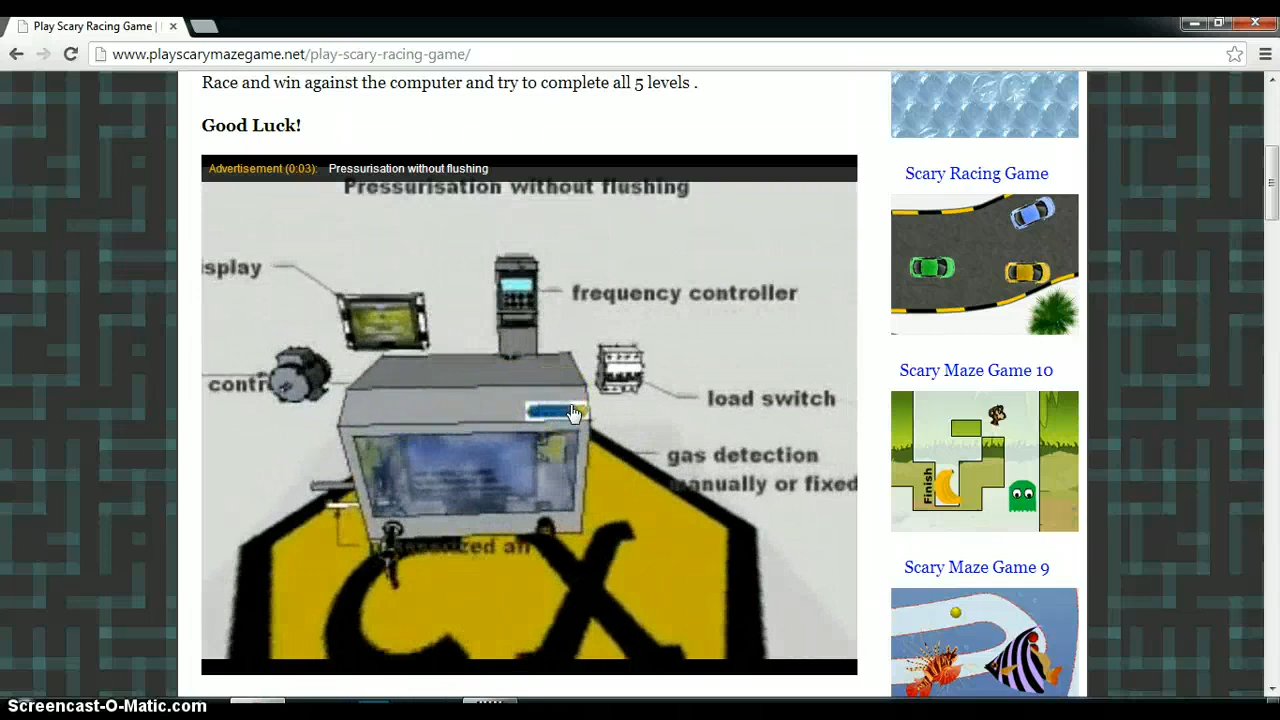 Play Scary Racing Game |
www.playscarymazegame.net/play-scary-racing-game/
Race and win against the computer and try to complete all 5 levels .
Good Luck!
Advertisement (0:03): Pressurisation without flushing
Pressurisation without flushing
isplay
frequency controller
contr
load switch
gas detection
manually or fixed
Scary Racing Game
Scary Maze Game 10
Finish
Scary Maze Game 9
Screencast-O-Matic.com